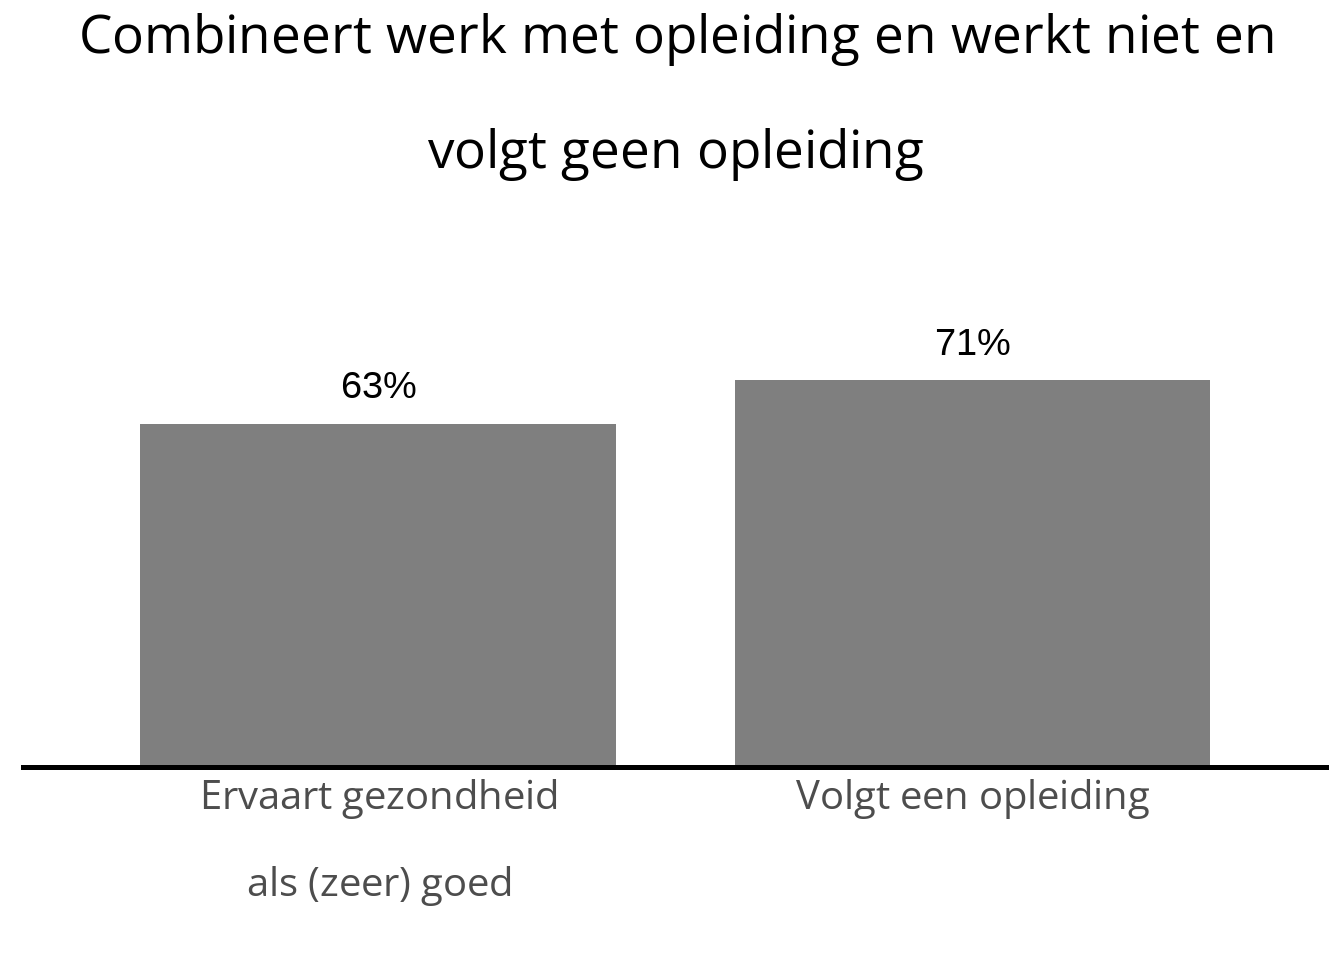 Combineert werk met opleiding en werkt niet en
volgt geen opleiding
63%
71%
Ervaart gezondheid
als (zeer) goed
Volgt een opleiding